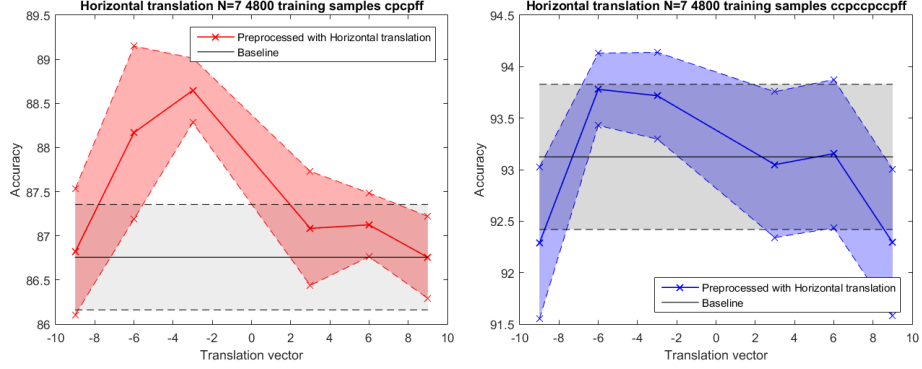 Horizontal translation N=7 4800 training samples cpcpff
89.5
89
88.5
88
87.5
87
86.5
86
Accuracy
Preprocessed with Horizontal translation
Baseline
-10 -8 -6 -4 -2 0 2 4 6 8 10
Translation vector
Horizontal translation N=7 4800 training samples ccpccpccppff
94.5
94
93.5
93
92.5
92
91.5
Accuracy
Preprocessed with Horizontal translation
Baseline
-10 -8 -6 -4 -2 0 2 4 6 8 10
Translation vector